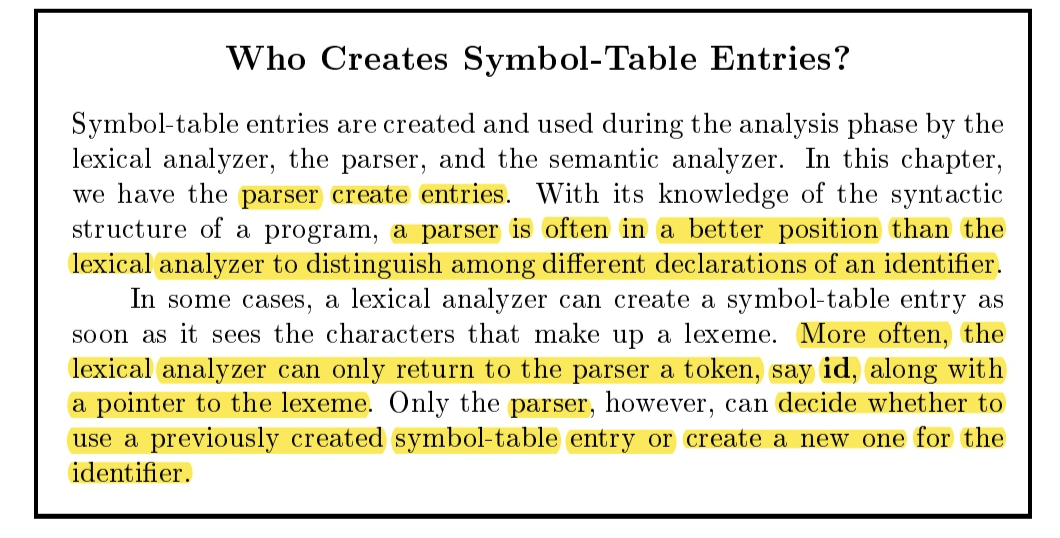 Who Creates Symbol-Table Entries?
Symbol-table entries are created and used during the analysis phase by the
lexical analyzer, the parser, and the semantic analyzer. In this chapter,
we have the parser create entries. With its knowledge of the syntactic
structure of a program, a parser is often in a better position than the
lexical analyzer to distinguish among different declarations of an identifier.
In some cases, a lexical analyzer can create a symbol-table entry as
soon as it sees the characters that make up a lexeme. More often, the
lexical analyzer can only return to the parser a token, say id, along with
a pointer to the lexeme. Only the parser, however, can decide whether to
use a previously created symbol-table entry or create a new one for the
identifier.